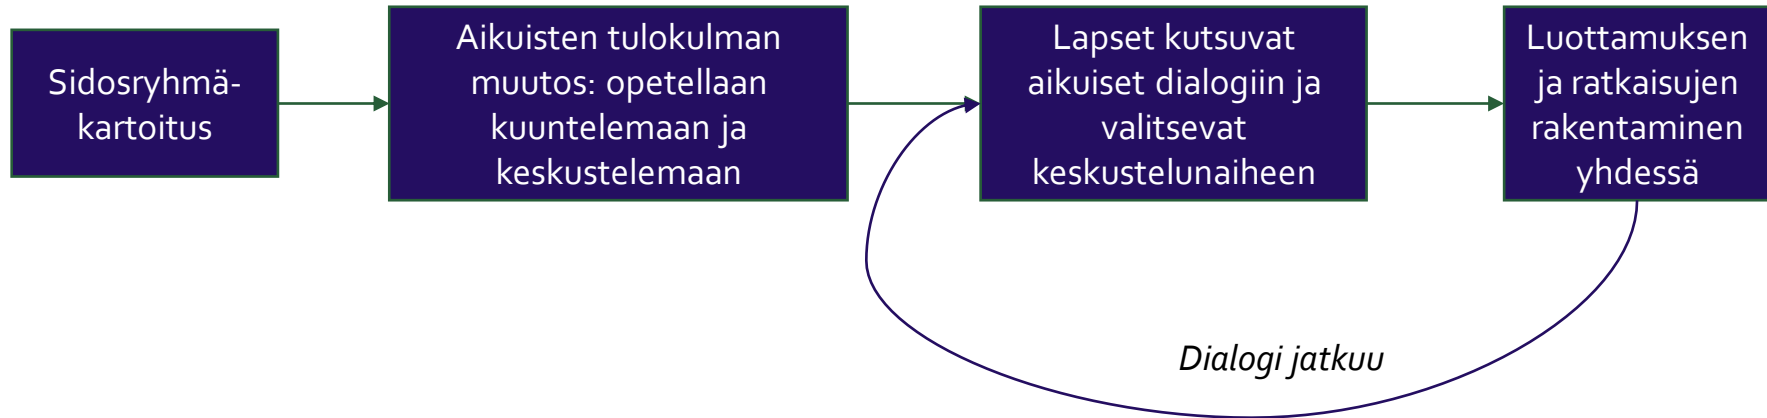 Sidosryhmä-
kartoitus
Aikuisten tulokulman
muutos: opetellaan
kuuntelemaan ja
keskustelemaan
Lapset kutsuvat
aikuiset dialogiin ja
valitsevat
keskustelunaiheen
Luottamuksen
ja ratkaisujen
rakentaminen
yhdessä
Dialogi jatkuu